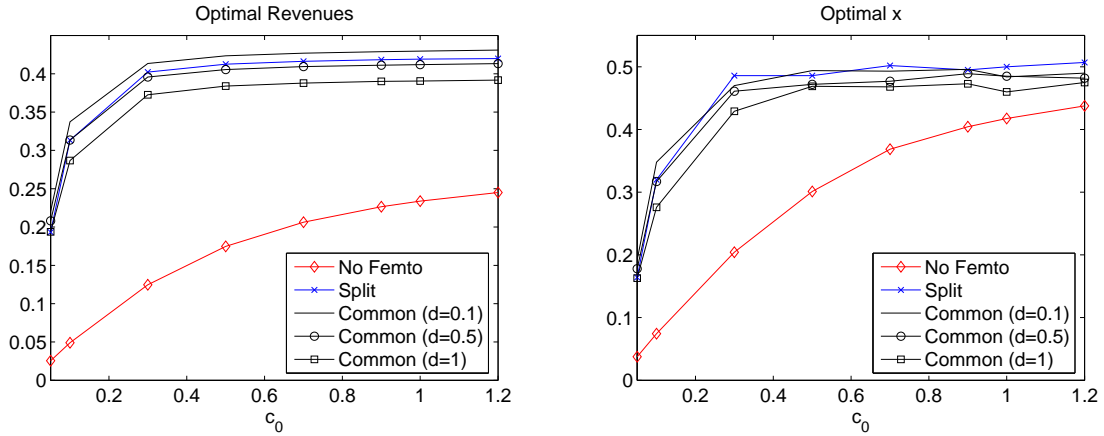 Optimal Revenues
0.4
0.35
0.3
0.25
0.2
0.15
0.1
0.05
0
0.2
0.4
0.6
0.8
1
1.2
c0
No Femto
Split
Common (d=0.1)
Common (d=0.5)
Common (d=1)
Optimal x
0.5
0.4
0.3
0.2
0.1
0
0.2
0.4
0.6
0.8
1
1.2
c0
No Femto
Split
Common (d=0.1)
Common (d=0.5)
Common (d=1)